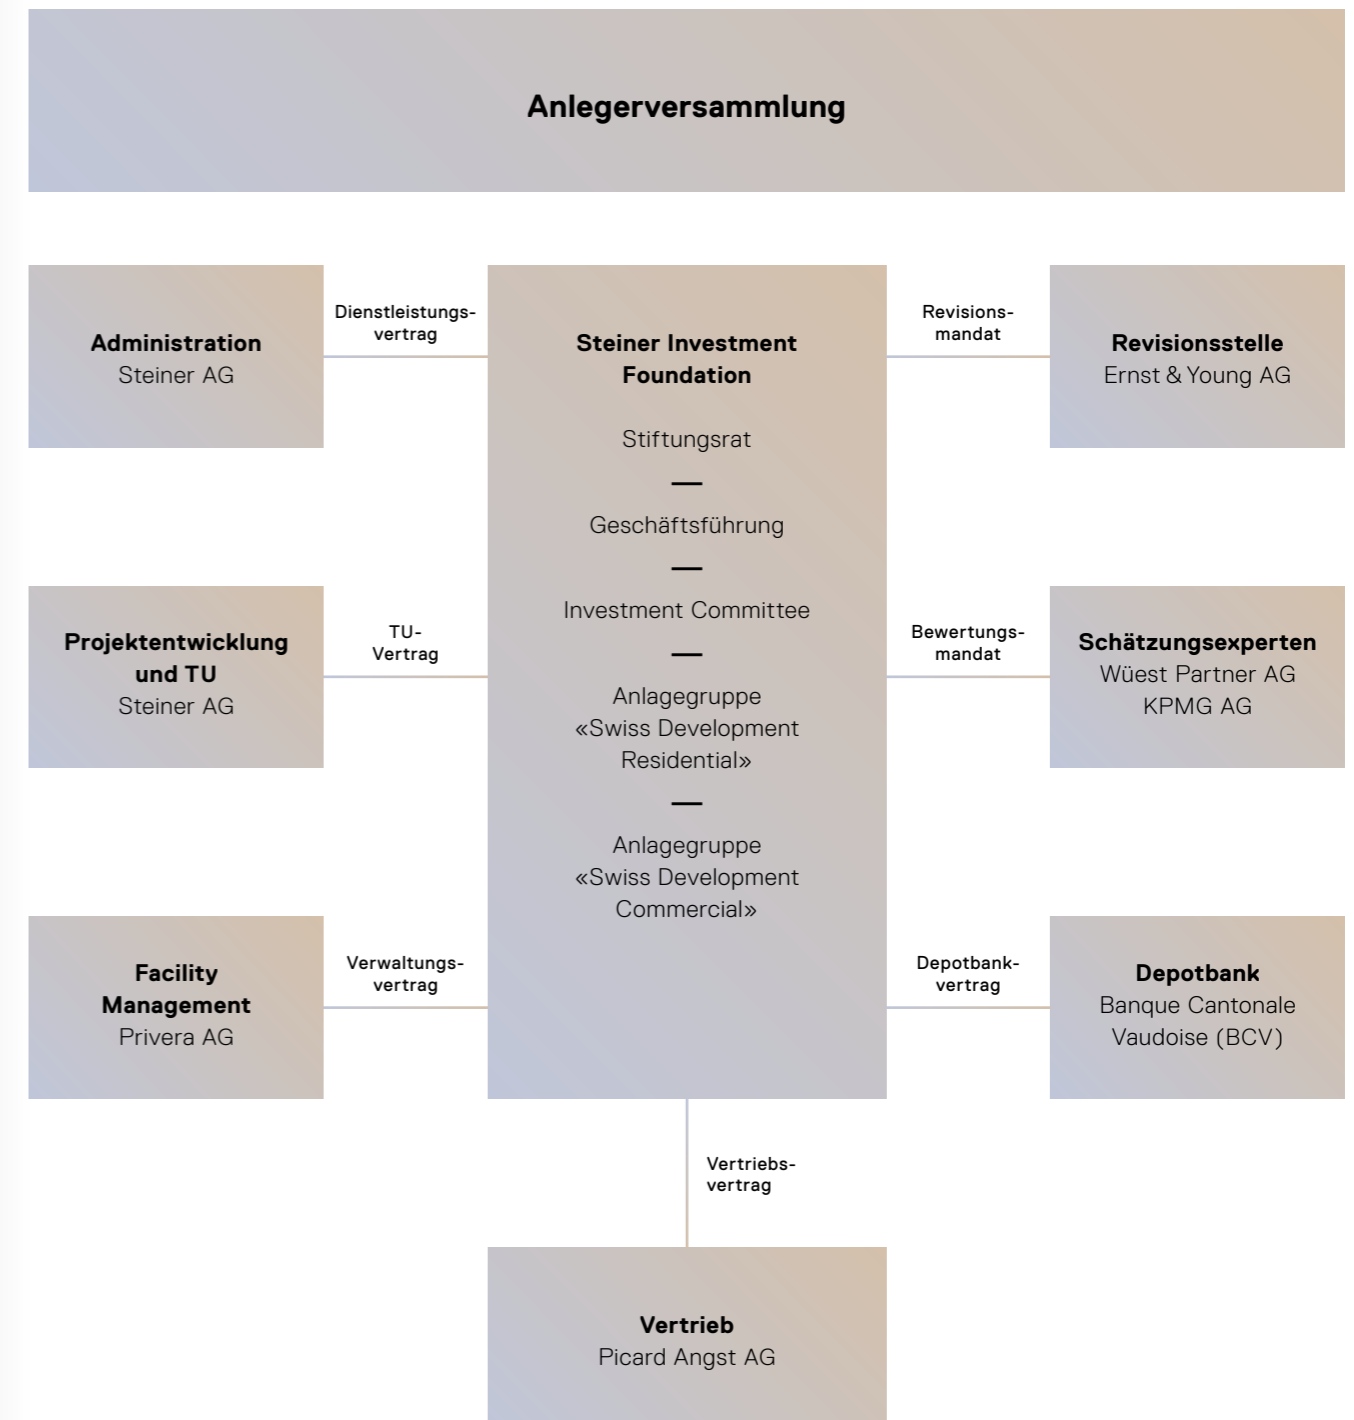 Anlegerversammlung
Administration
Steiner AG
Dienstleistungs-
vertrag
Steiner Investment
Foundation
Stiftungsrat
—
Geschäftsführung
—
Investment Committee
—
Anlagegruppe
«Swiss Development
Residential»
—
Anlagegruppe
«Swiss Development
Commercial»
Revisions-
mandat
Revisionsstelle
Ernst & Young AG
Projektentwicklung
und TU
Steiner AG
TU-
Vertrag
Bewertungs-
mandat
Schätzungsexperten
Wüest Partner AG
KPMG AG
Facility
Management
Privera AG
Verwaltungs-
vertrag
Depotbank-
vertrag
Depotbank
Banque Cantonale
Vaudoise (BCV)
Vertriebs-
vertrag
Vertrieb
Picard Angst AG